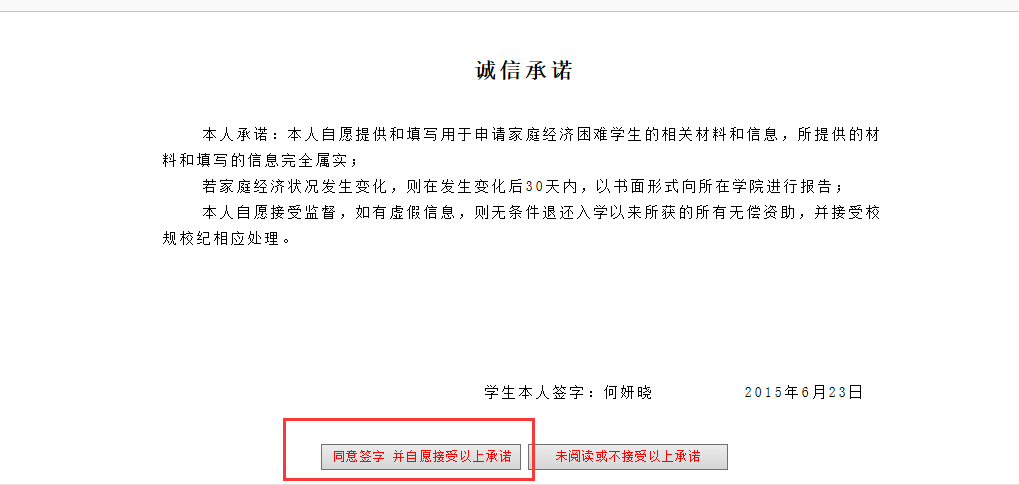 诚信承诺
本人承诺：本人自愿提供和填写用于申请家庭经济困难学生的相关材料和信息，所提供的材
料和填写的信息完全属实；
若家庭经济状况发生变化，则在发生变化后30天内，以书面形式向所在学院进行报告；
本人自愿接受监督，如有虚假信息，则无条件退还入学以来所获的所有无偿资助，并接受校
规校纪相应处理。
学生本人签字：何妍晓 2015年6月23日
同意签字 并自愿接受以上承诺 未阅读或不接受以上承诺